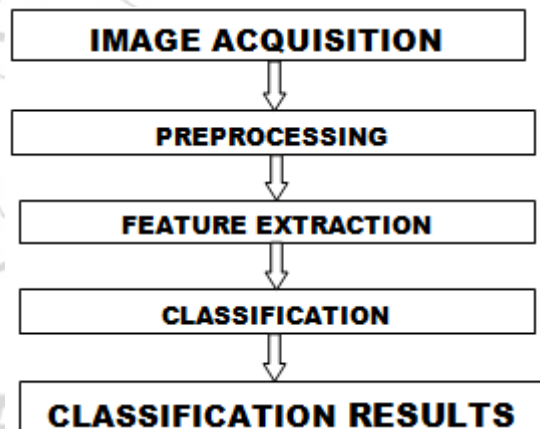 IMAGE ACQUISITION
PREPROCESSING
FEATURE EXTRACTION
CLASSIFICATION
CLASSIFICATION RESULTS